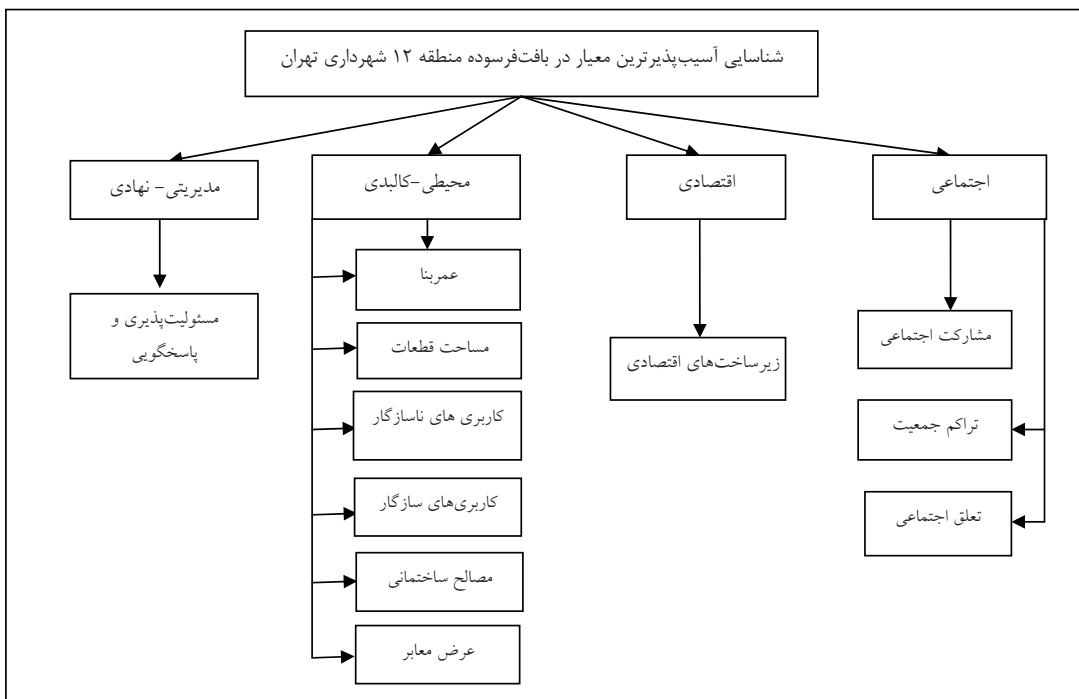 شناسایی آسیب‌پذیرترین معیار در بافت‌فرسوده منطقه ۱۲ شهرداری تهران
اجتماعی
اقتصادی
محیطی-کالبدی
مدیریتی- نهادی
مشارکت اجتماعی
تراکم جمعیت
تعلق اجتماعی
زیرساخت‌های اقتصادی
عمربنا
مساحت قطعات
کاربری های ناسازگار
کاربری‌های سازگار
مصالح ساختمانی
عرض معابر
مسئولیت‌پذیری و
پاسخگویی